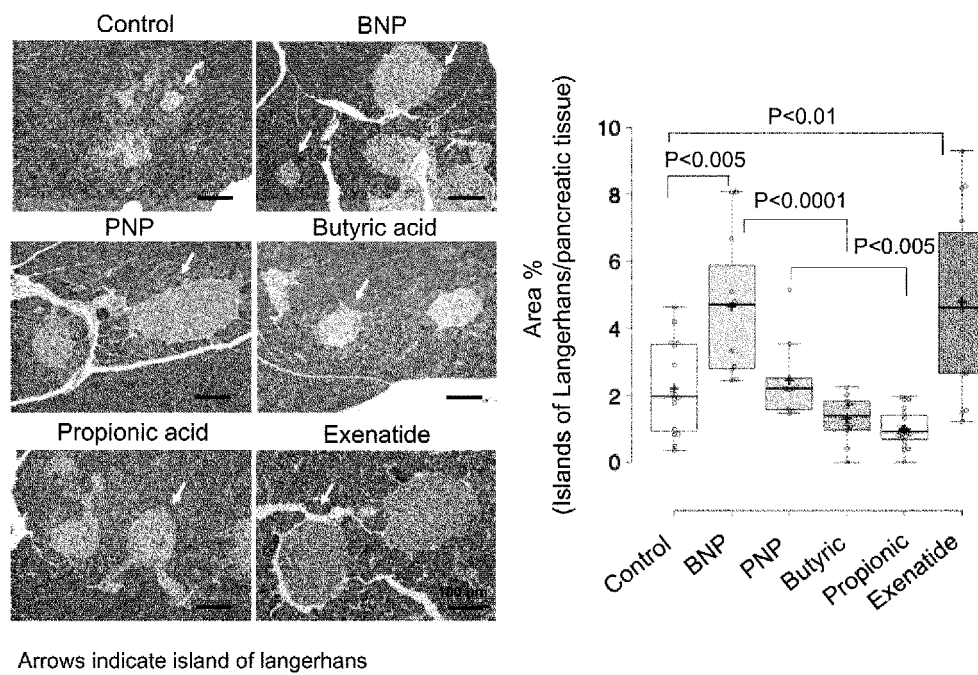 Control
BNP
PNP
Butyric acid
Propionic acid
Exenatide
100 µm
Arrows indicate island of langerhans
Area %
(Islands of Langerhans/pancreatic tissue)
10
8
6
4
2
0
P<0.01
P<0.005
P<0.0001
P<0.005
Control
BNP
PNP
Butyric
Propionic
Exenatide